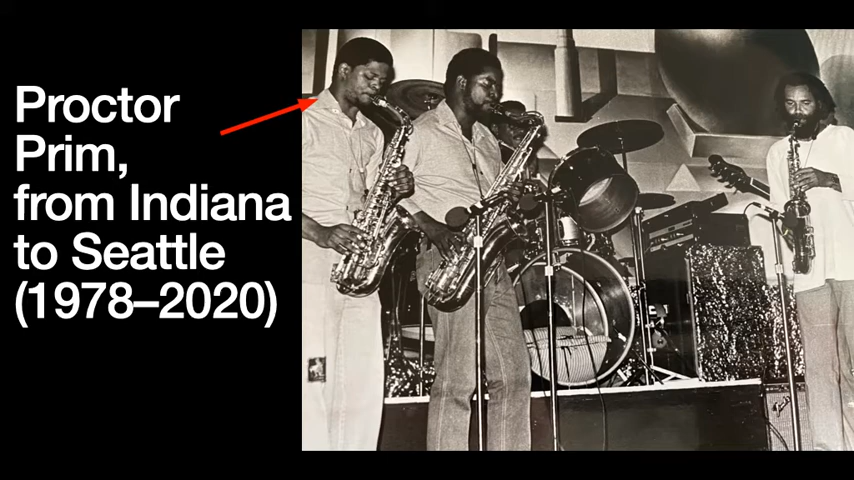 Proctor
Prim,
from Indiana
to Seattle
(1978–2020)